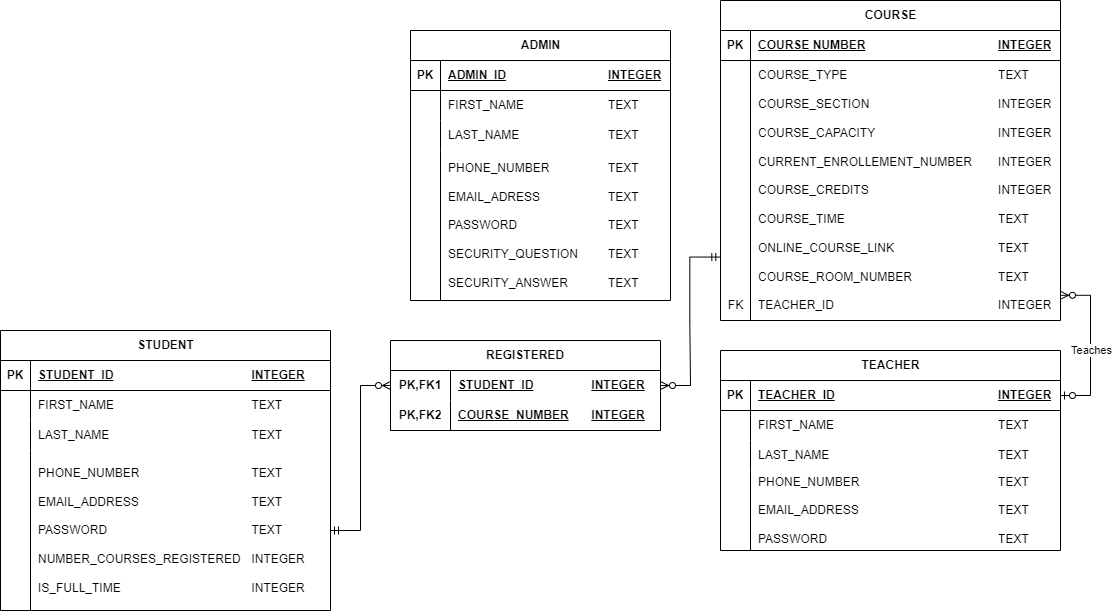 COURSE
PK COURSE NUMBER INTEGER
COURSE_TYPE TEXT
COURSE_SECTION INTEGER
COURSE_CAPACITY INTEGER
CURRENT_ENROLLEMENT_NUMBER INTEGER
COURSE_CREDITS INTEGER
COURSE_TIME TEXT
ONLINE_COURSE_LINK TEXT
COURSE_ROOM_NUMBER TEXT
FK TEACHER_ID INTEGER
ADMIN
PK ADMIN_ID INTEGER
FIRST_NAME TEXT
LAST_NAME TEXT
PHONE_NUMBER TEXT
EMAIL_ADRESS TEXT
PASSWORD TEXT
SECURITY_QUESTION TEXT
SECURITY_ANSWER TEXT
Teaches
STUDENT
PK STUDENT_ID INTEGER
FIRST_NAME TEXT
LAST_NAME TEXT
PHONE_NUMBER TEXT
EMAIL_ADDRESS TEXT
PASSWORD TEXT
NUMBER_COURSES_REGISTERED INTEGER
IS_FULL_TIME INTEGER
REGISTERED
PK,FK1 STUDENT_ID INTEGER
PK,FK2 COURSE_NUMBER INTEGER
TEACHER
PK TEACHER_ID INTEGER
FIRST_NAME TEXT
LAST_NAME TEXT
PHONE_NUMBER TEXT
EMAIL_ADDRESS TEXT
PASSWORD TEXT